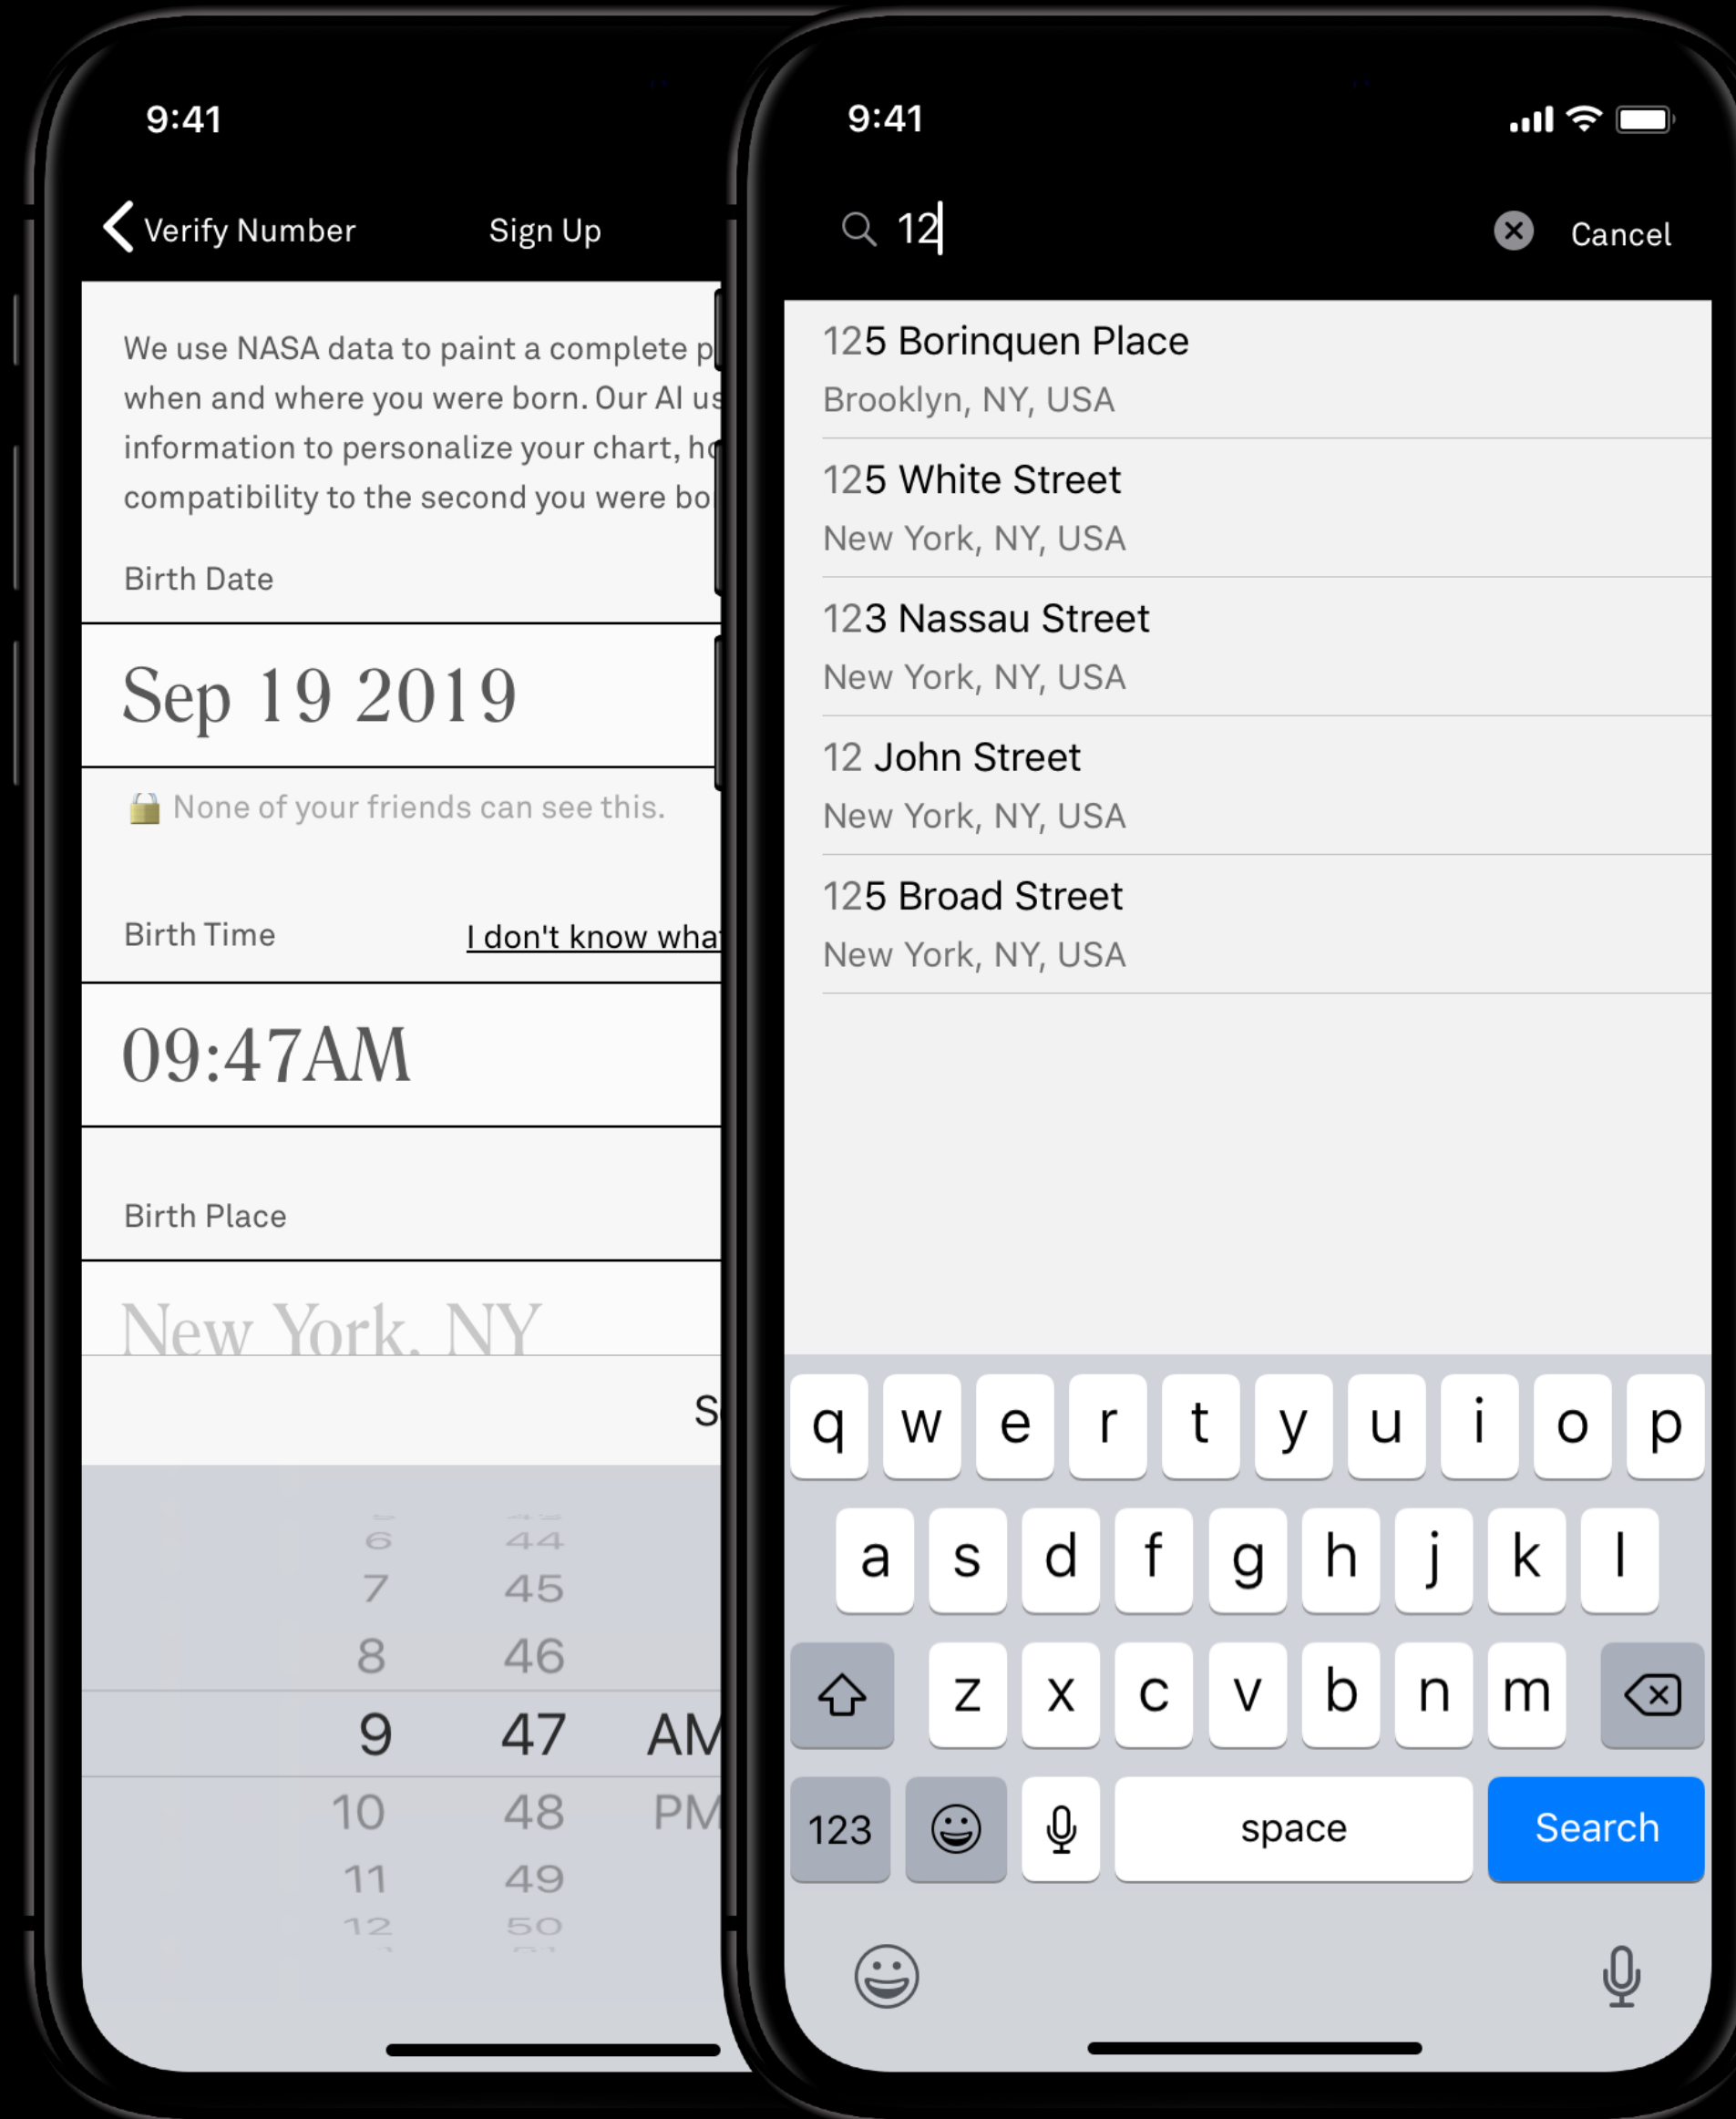 9:41
Verify Number
Sign Up
We use NASA data to paint a complete p
when and where you were born. Our AI us
information to personalize your chart, ho
compatibility to the second you were bo
Birth Date
Sep 19 2019
None of your friends can see this.
Birth Time
I don't know what
09:47AM
Birth Place
New York, NY
6 44
7 45
8 46
9 47 AM
10 48 PM
11 49
12 50
9:41
12
Cancel
125 Borinquen Place
Brooklyn, NY, USA
125 White Street
New York, NY, USA
123 Nassau Street
New York, NY, USA
12 John Street
New York, NY, USA
125 Broad Street
New York, NY, USA
q w e r t y u i o p
a s d f g h j k l
z x c v b n m
123 space Search